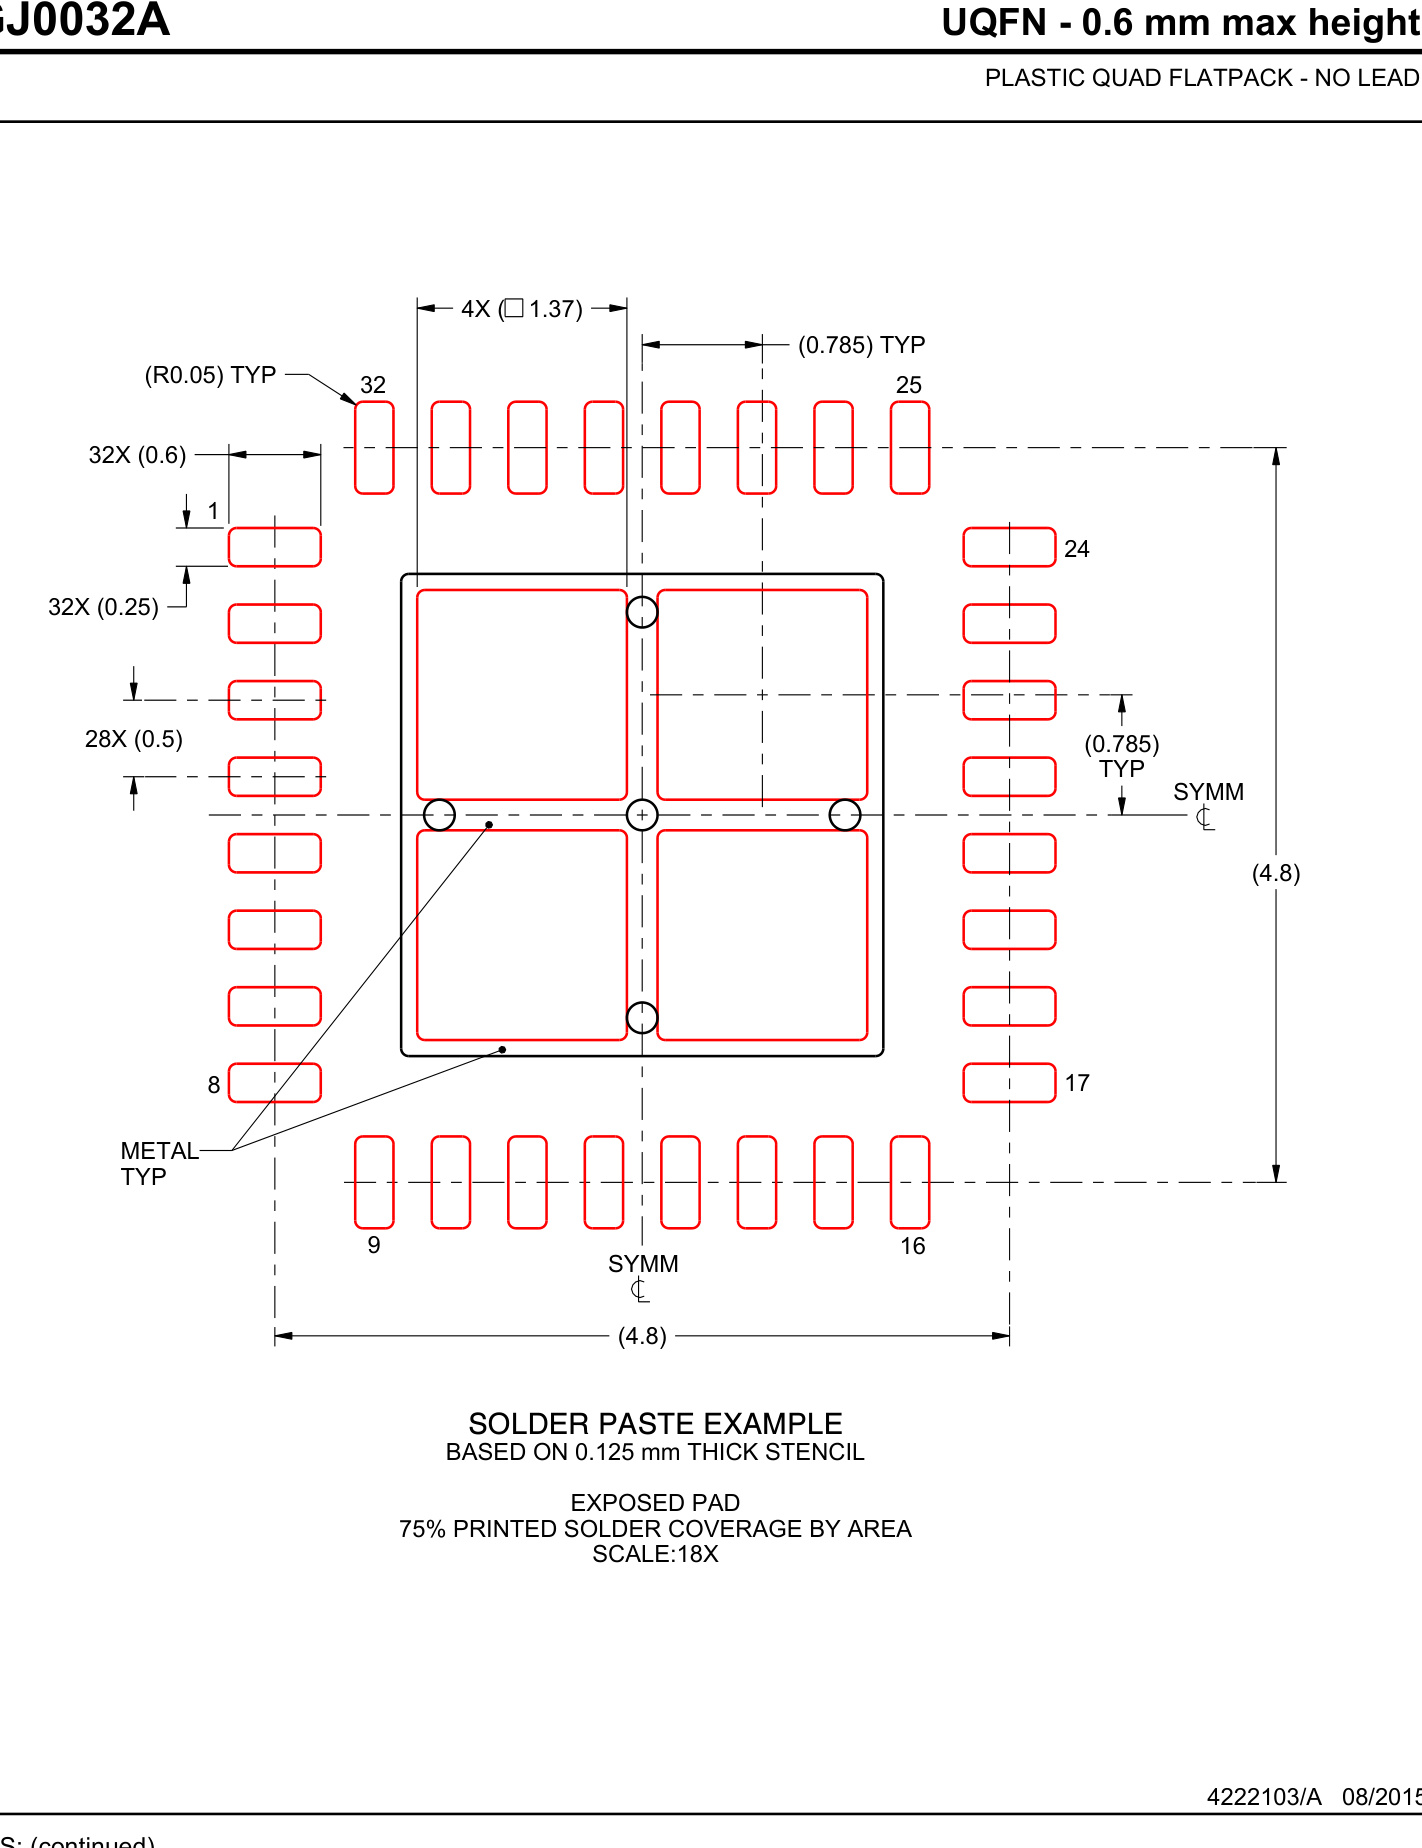 GJ0032A
UQFN - 0.6 mm max height
PLASTIC QUAD FLATPACK - NO LEAD
4X (□ 1.37)
(0.785) TYP
(R0.05) TYP
32
25
32X (0.6)
1
24
32X (0.25)
28X (0.5)
(0.785)
TYP
SYMM
℄
(4.8)
8
17
METAL
TYP
9
16
SYMM
℄
(4.8)
SOLDER PASTE EXAMPLE
BASED ON 0.125 mm THICK STENCIL
EXPOSED PAD
75% PRINTED SOLDER COVERAGE BY AREA
SCALE:18X
4222103/A 08/2015
S: (continued)